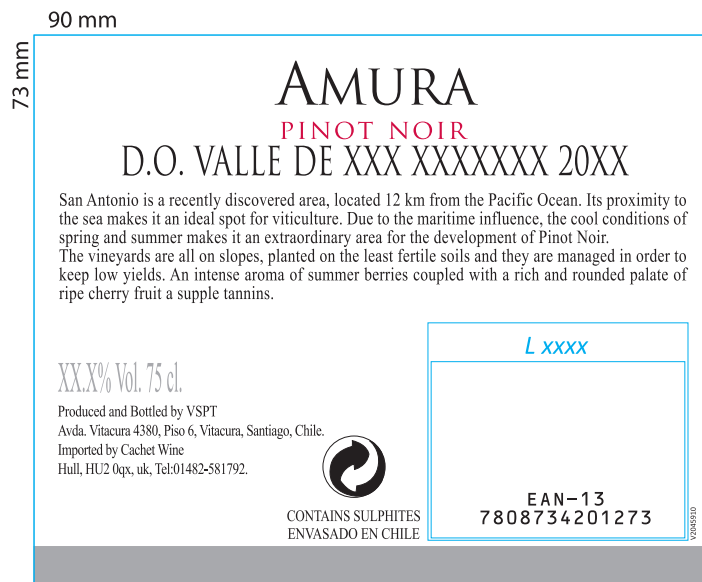 90 mm
73 mm
AMURA
PINOT NOIR
D.O. VALLE DE XXX XXXXXXX 20XX
San Antonio is a recently discovered area, located 12 km from the Pacific Ocean. Its proximity to
the sea makes it an ideal spot for viticulture. Due to the maritime influence, the cool conditions of
spring and summer makes it an extraordinary area for the development of Pinot Noir.
The vineyards are all on slopes, planted on the least fertile soils and they are managed in order to
keep low yields. An intense aroma of summer berries coupled with a rich and rounded palate of
ripe cherry fruit a supple tannins.
XX.X% Vol. 75 cl.
Produced and Bottled by VSPT
Avda. Vitacura 4380, Piso 6, Vitacura, Santiago, Chile.
Imported by Cachet Wine
Hull, HU2 0qx, uk, Tel:01482-581792.
CONTAINS SULPHITES
ENVASADO EN CHILE
L xxxx
EAN-13
7808734201273
V2045910